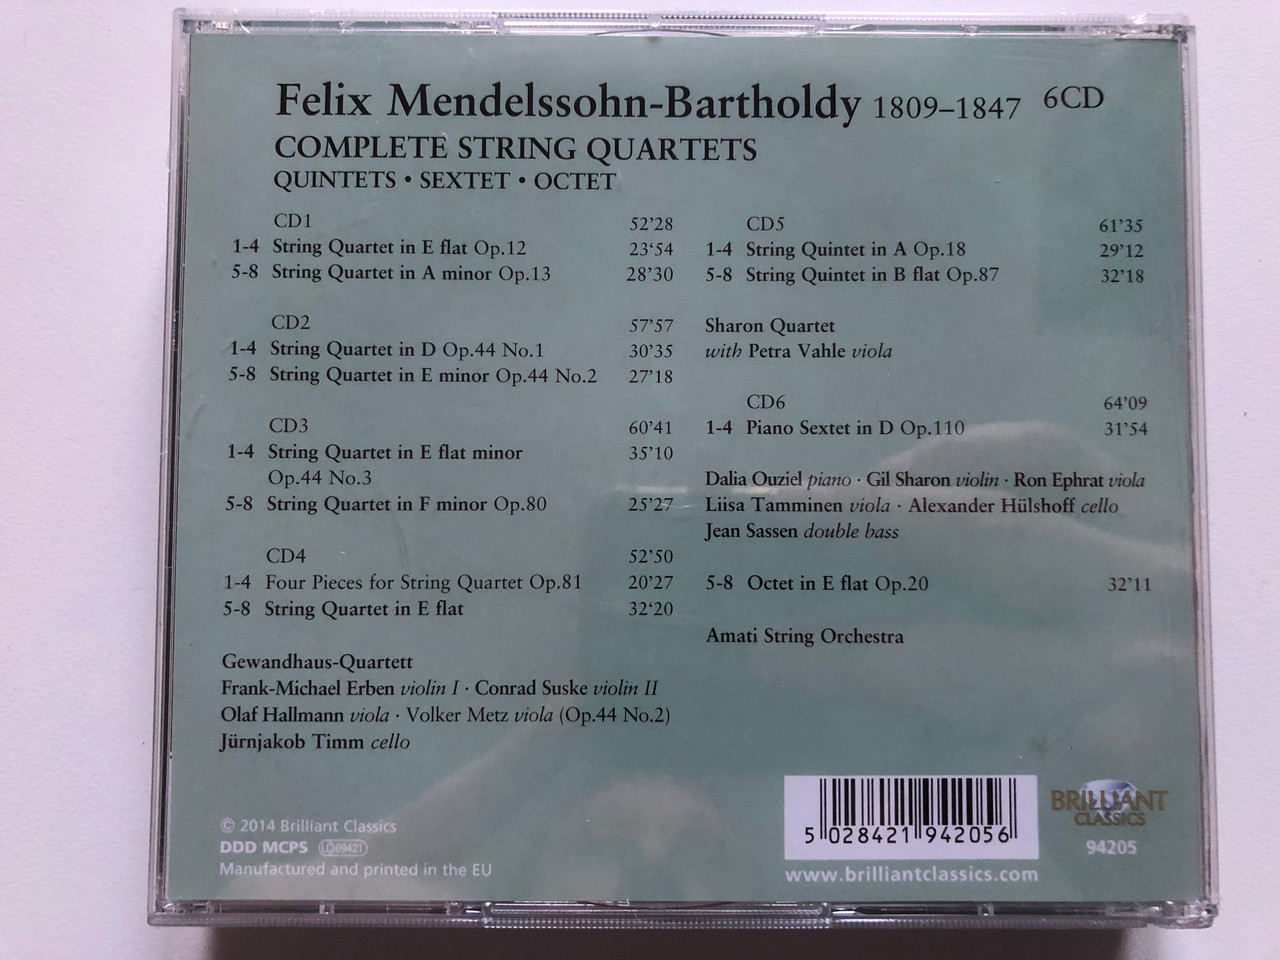 Felix Mendelssohn-Bartholdy 1809–1847 6CD
COMPLETE STRING QUARTETS
QUINTETS • SEXTET • OCTET
CD1 52’28
1-4 String Quartet in E flat Op.12 23‘54
5-8 String Quartet in A minor Op.13 28’30
CD2 57’57
1-4 String Quartet in D Op.44 No.1 30’35
5-8 String Quartet in E minor Op.44 No.2 27’18
CD3 60’41
1-4 String Quartet in E flat minor 35’10
Op.44 No.3
5-8 String Quartet in F minor Op.80 25’27
CD4 52’50
1-4 Four Pieces for String Quartet Op.81 20’27
5-8 String Quartet in E flat 32‘20
Gewandhaus-Quartett
Frank-Michael Erben violin I · Conrad Suske violin II
Olaf Hallmann viola · Volker Metz viola (Op.44 No.2)
Jürnjakob Timm cello
CD5 61’35
1-4 String Quintet in A Op.18 29’12
5-8 String Quintet in B flat Op.87 32’18
Sharon Quartet
with Petra Vahle viola
CD6 64’09
1-4 Piano Sextet in D Op.110 31’54
Dalia Ouziel piano · Gil Sharon violin · Ron Ephrat viola
Liisa Tamminen viola · Alexander Hülshoff cello
Jean Sassen double bass
5-8 Octet in E flat Op.20 32’11
Amati String Orchestra
© 2014 Brilliant Classics
DDD MCPS LC 09421
Manufactured and printed in the EU
5 028421 942056
www.brilliantclassics.com
BRILLIANT
CLASSICS
94205